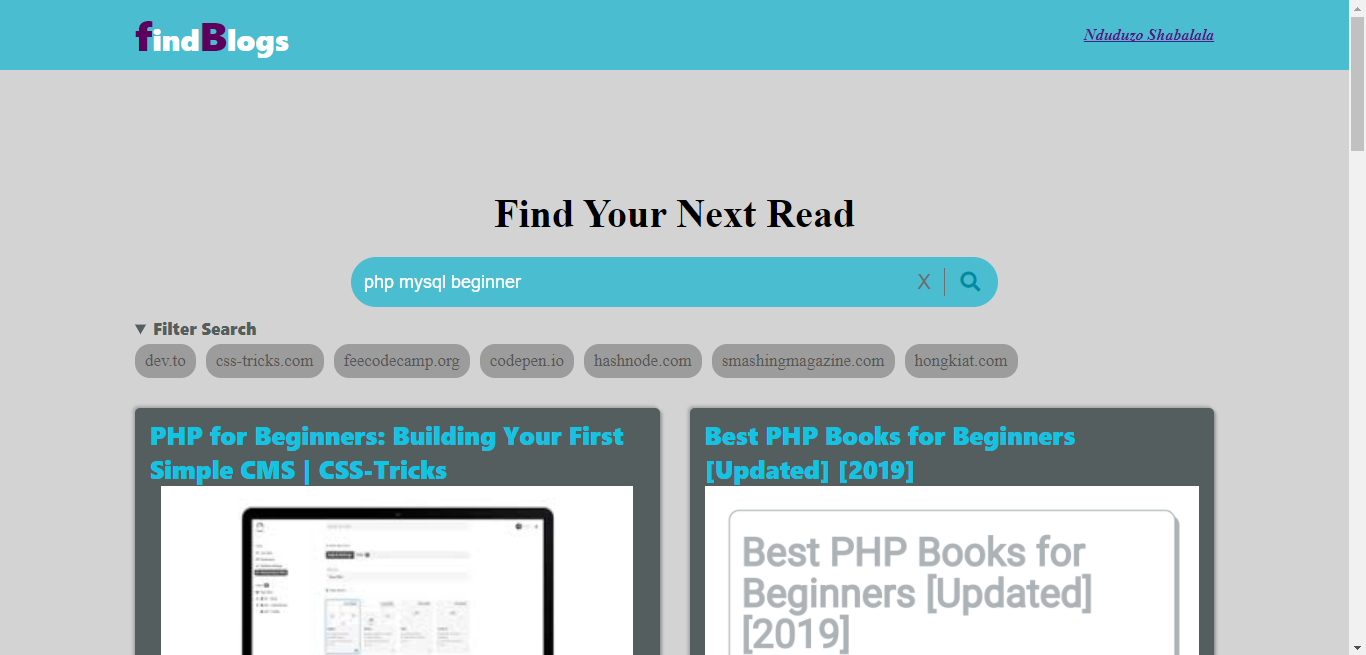 findBlogs
Nduduzo Shabalala
Find Your Next Read
php mysql beginner
X
▼ Filter Search
dev.to css-tricks.com feecodecamp.org codepen.io hashnode.com smashingmagazine.com hongkiat.com
PHP for Beginners: Building Your First
Simple CMS | CSS-Tricks
Best PHP Books for Beginners
[Updated] [2019]
Best PHP Books for
Beginners [Updated]
[2019]